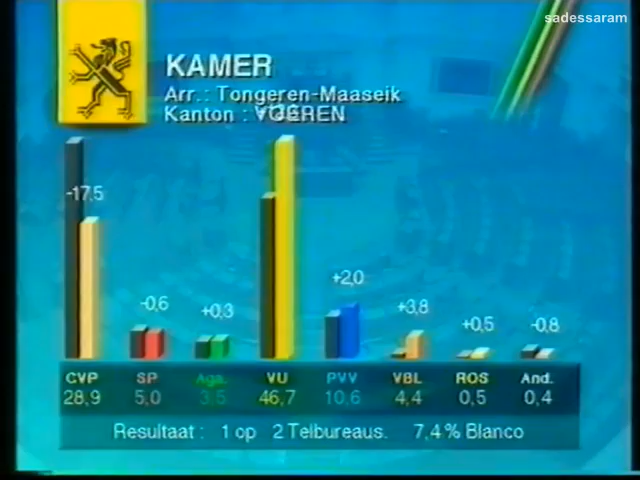 sadessaram
KAMER
Arr.: Tongeren-Maaseik
Kanton : VOEREN
-17,5
-0,6
+0,3
+2,0
+3,8
+0,5
-0,8
CVP SP Aga. VU PVV VBL ROS And.
28,9 5,0 3,5 46,7 10,6 4,4 0,5 0,4
Resultaat : 1 op 2 Telbureaus. 7,4 % Blanco